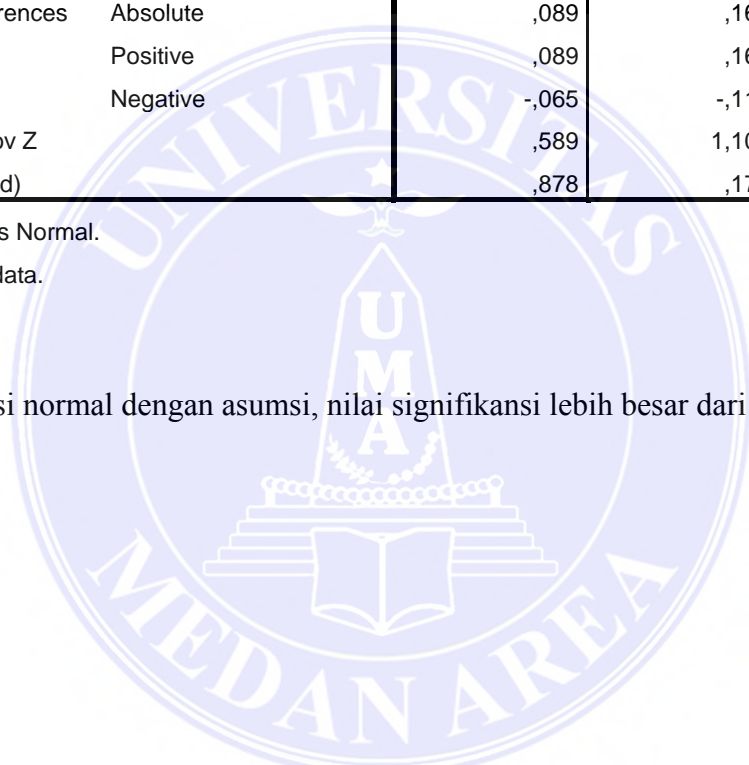 rences Absolute ,089 ,16
Positive ,089 ,16
Negative -,065 -,11
ov Z ,589 1,10
d) ,878 ,17
s Normal.
data.
si normal dengan asumsi, nilai signifikansi lebih besar dari
UNIVERSITAS
UMA
MEDAN AREA